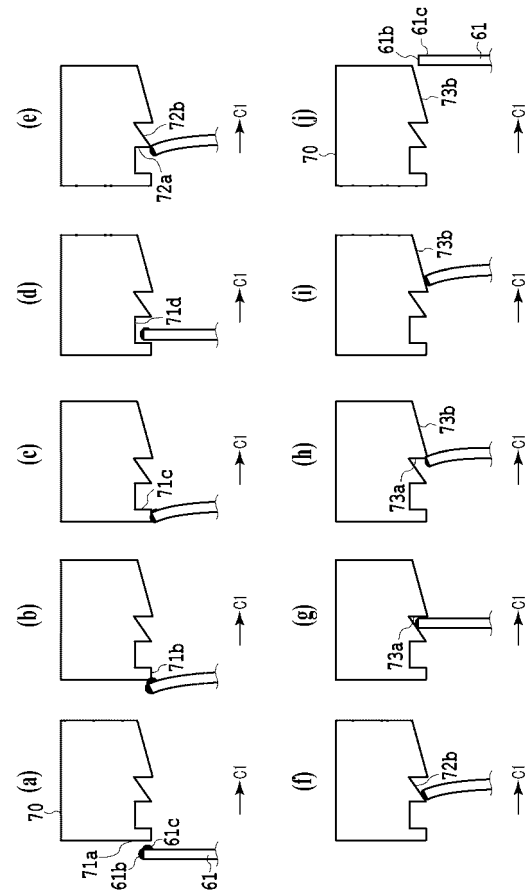 (a)
70
71a
61b
61c
61
C1
(b)
71b
C1
(c)
71c
C1
(d)
71d
C1
(e)
72b
72a
C1
(f)
72b
C1
(g)
73a
C1
(h)
73b
73a
C1
(i)
73b
C1
(j)
70
61b
61c
61
73b
C1